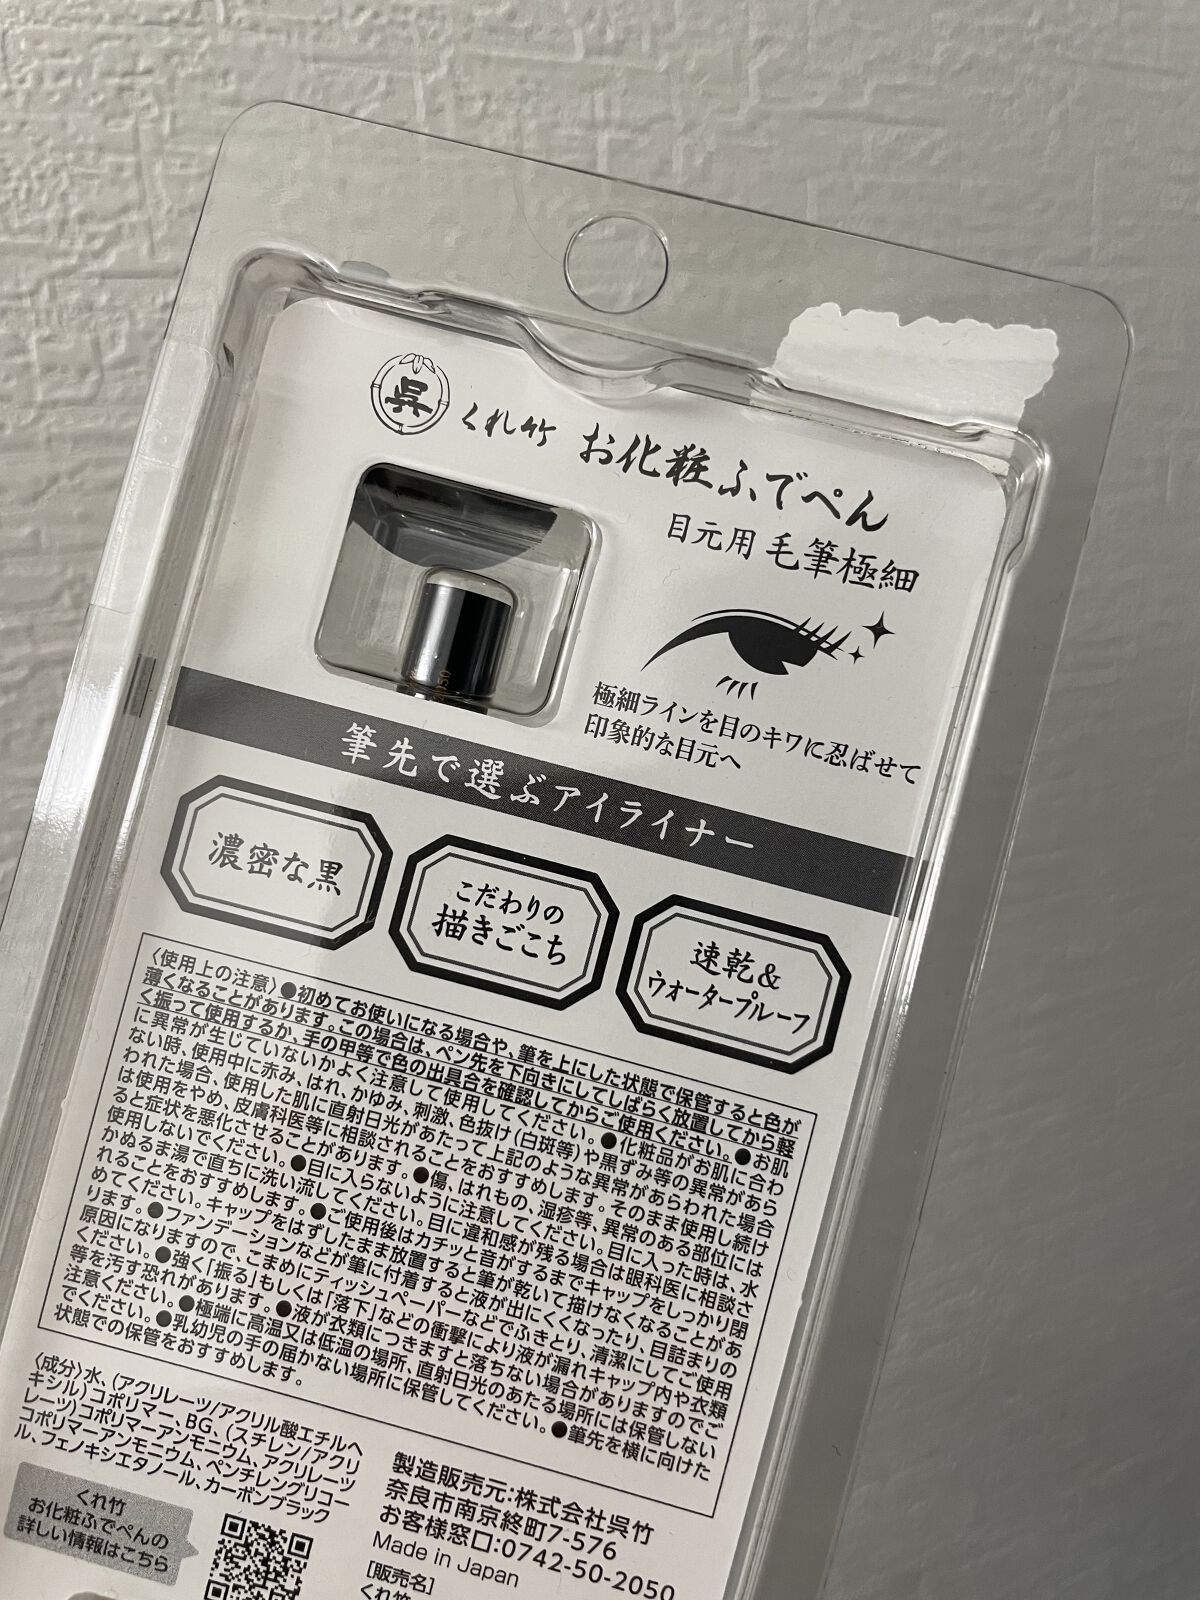 呉
くれ竹 お化粧ふでぺん
目元用 毛筆極細
2050
極細ラインを目のキワに忍ばせて
印象的な目元へ
筆先で選ぶアイライナー
濃密な黒
こだわりの
描きごこち
速乾&
ウォータープルーフ
〈使用上の注意〉●初めてお使いになる場合や、筆を上にした状態で保管すると色が
薄くなることがあります。この場合は、ペン先を下向きにしてしばらく放置してから軽
く振って使用するか、手の甲等で色の出具合を確認してからご使用ください。●お肌
に異常が生じていないかよく注意して使用してください。●化粧品がお肌に合わ
ない時、使用中に赤み、はれ、かゆみ、刺激、色抜け(白斑等)や黒ずみ等の異常があら
われた場合、使用した肌に直射日光があたって上記のような異常があらわれた場合
は使用をやめ、皮膚科医等に相談されることをおすすめします。そのまま使用し続け
ると症状を悪化させることがあります。●傷、はれもの、湿疹等、異常のある部位には
使用しないでください。●目に入らないように注意してください。目に入った時は、水
かぬるま湯で直ちに洗い流してください。目に違和感が残る場合は眼科医に相談さ
れることをおすすめします。●ご使用後はカチッと音がするまでキャップをしっかり閉
めてください。キャップをはずしたまま放置すると筆が乾いて描けなくなることがあ
ります。●ファンデーションなどが筆に付着すると液が出にくくなったり、目詰まりの
原因になりますので、こまめにティッシュペーパーなどでふきとり、清潔にしてご使用
ください。●強く「振る」もしくは「落下」などの衝撃により液が漏れキャップ内や衣類
等を汚す恐れがあります。●液が衣類につきますと落ちない場合がありますのでご
注意ください。●極端に高温又は低温の場所、直射日光のあたる場所には保管しない
でください。●乳幼児の手の届かない場所に保管してください。●筆先を横に向けた
状態での保管をおすすめします。
〈成分〉水、(アクリレーツ/アクリル酸エチルヘ
キシル)コポリマー、BG、(スチレン/アクリ
レーツ)コポリマーアンモニウム、アクリレーツ
コポリマーアンモニウム、ペンチレングリコー
ル、フェノキシエタノール、カーボンブラック
くれ竹
お化粧ふでぺんの
詳しい情報はこちら
製造販売元:株式会社呉竹
奈良市南京終町7-576
お客様窓口:0742-50-2050
Made in Japan
[販売名]
くれ竹